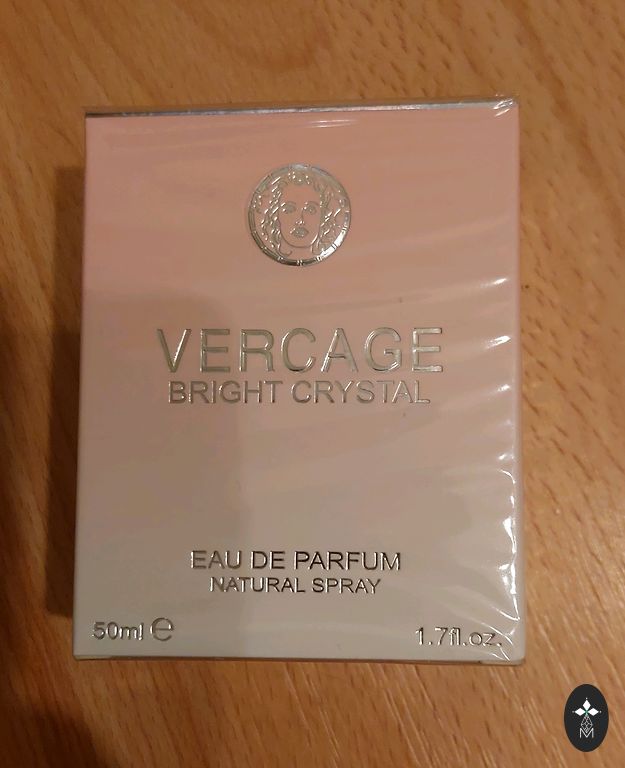 VERCAGE
BRIGHT CRYSTAL
EAU DE PARFUM
NATURAL SPRAY
50ml e 1.7fl.oz.
M